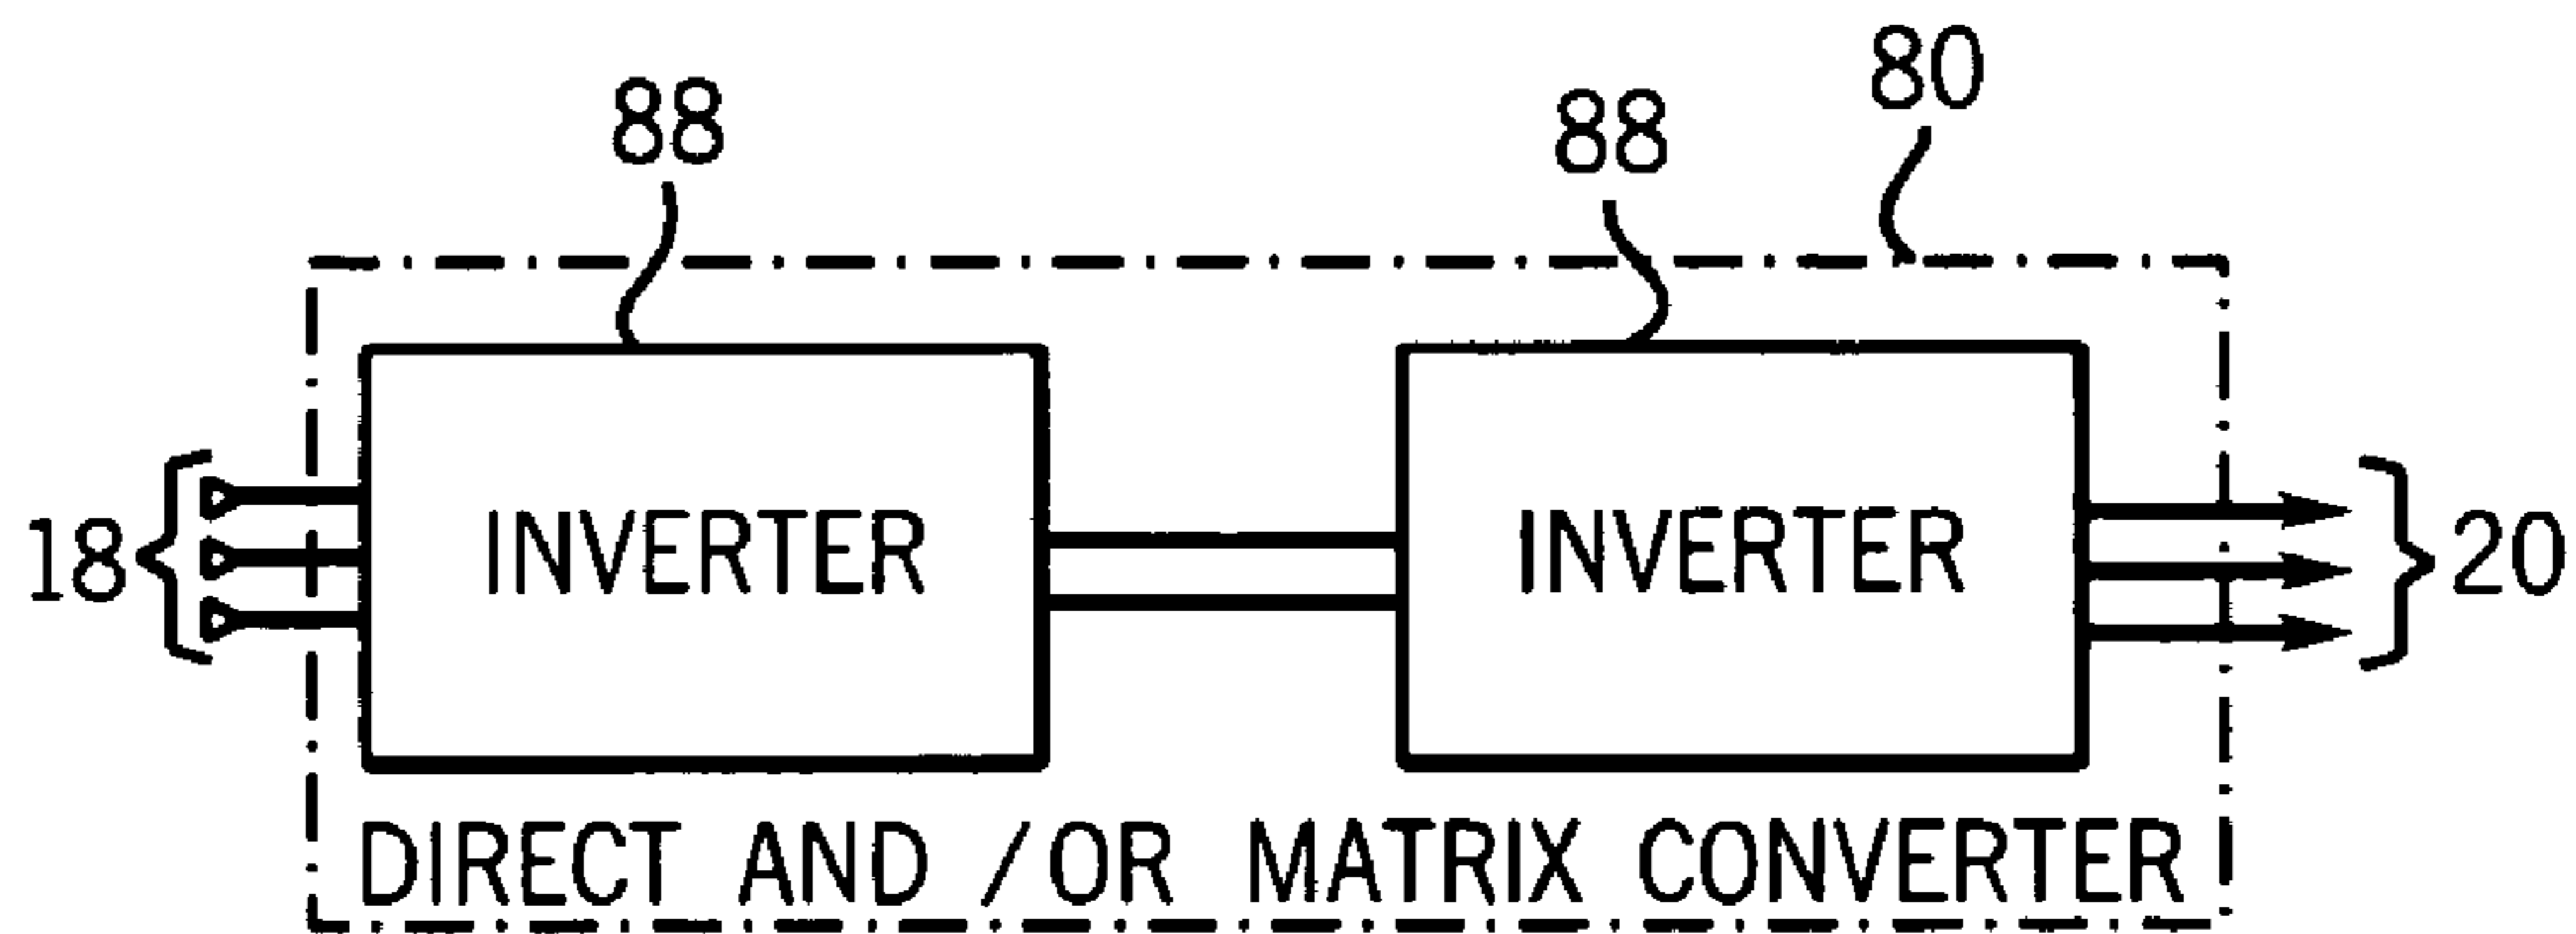 80
88
88
18
INVERTER
INVERTER
20
DIRECT AND /OR MATRIX CONVERTER